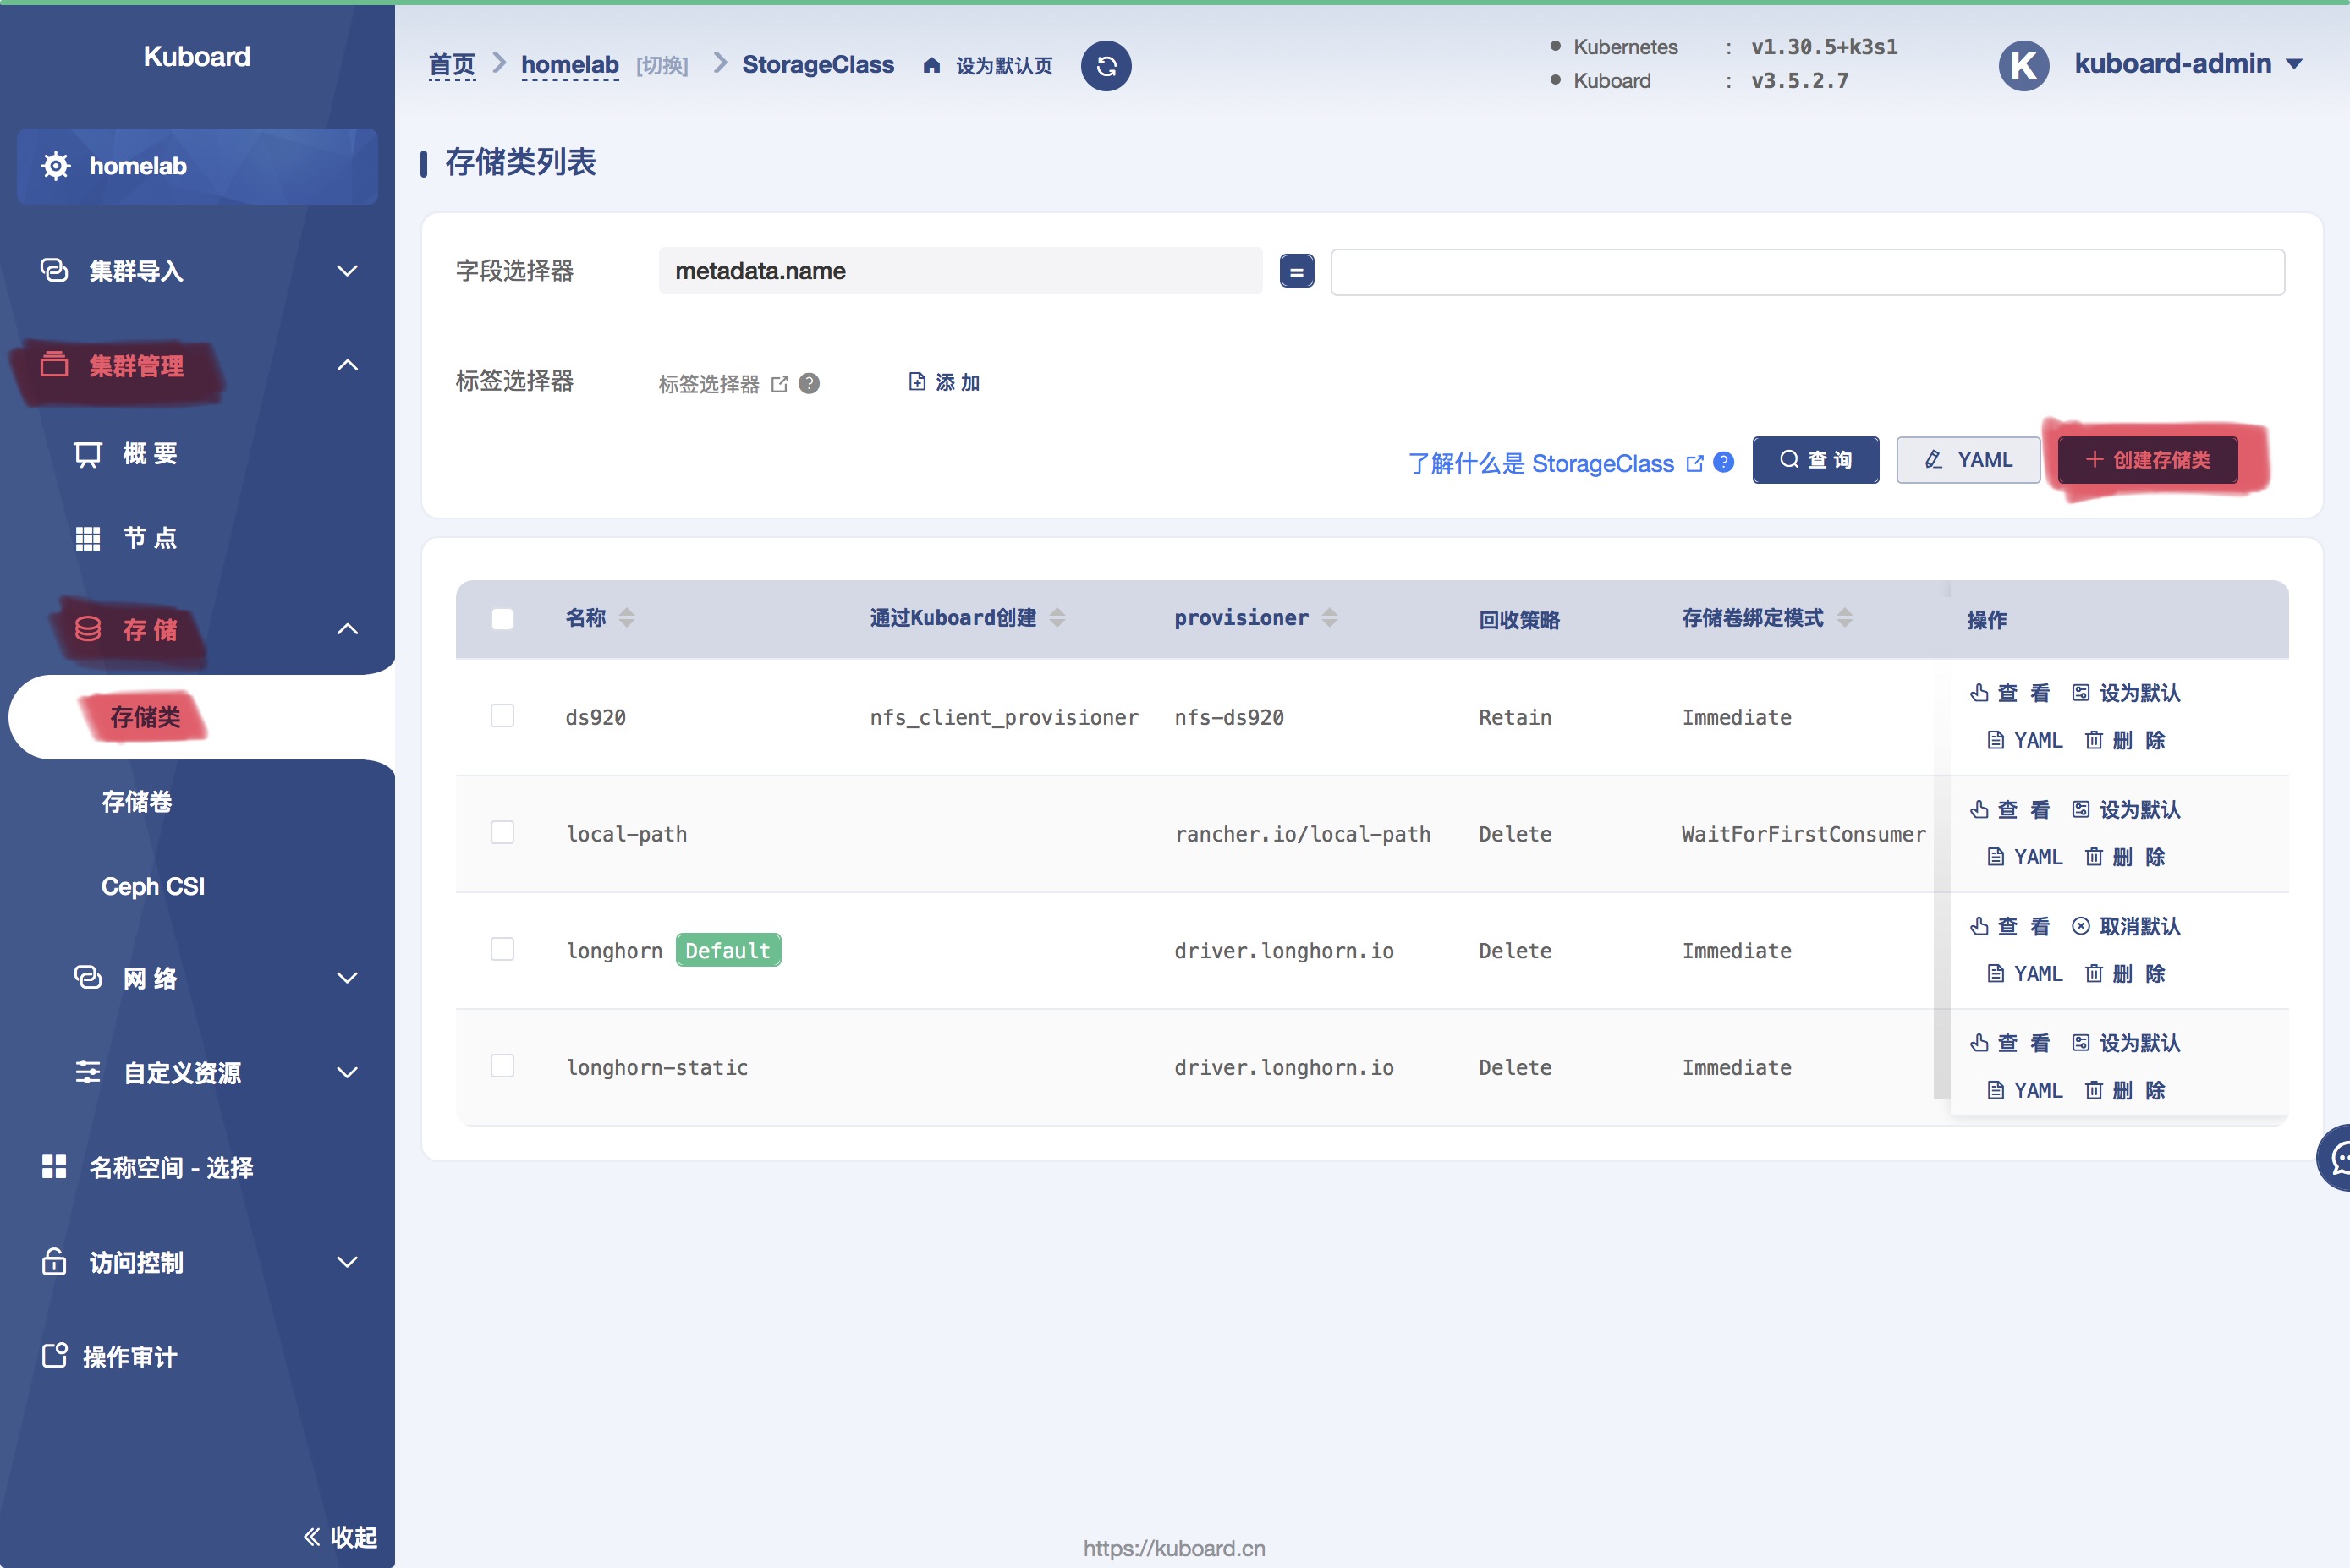 Kuboard
homelab
集群导入
集群管理
概 要
节 点
存 储
存储类
存储卷
Ceph CSI
网 络
自定义资源
名称空间 - 选择
访问控制
操作审计
收起
首页 homelab [切换] StorageClass 设为默认页
Kubernetes : v1.30.5+k3s1
Kuboard : v3.5.2.7
K kuboard-admin
存储类列表
字段选择器 metadata.name =
标签选择器 标签选择器 ? 添 加
了解什么是 StorageClass ? 查 询 YAML + 创建存储类
名称 通过Kuboard创建 provisioner 回收策略 存储卷绑定模式 操作
ds920 nfs_client_provisioner nfs-ds920 Retain Immediate 查 看 设为默认
YAML 删 除
local-path rancher.io/local-path Delete WaitForFirstConsumer 查 看 设为默认
YAML 删 除
longhorn Default driver.longhorn.io Delete Immediate 查 看 取消默认
YAML 删 除
longhorn-static driver.longhorn.io Delete Immediate 查 看 设为默认
YAML 删 除
https://kuboard.cn